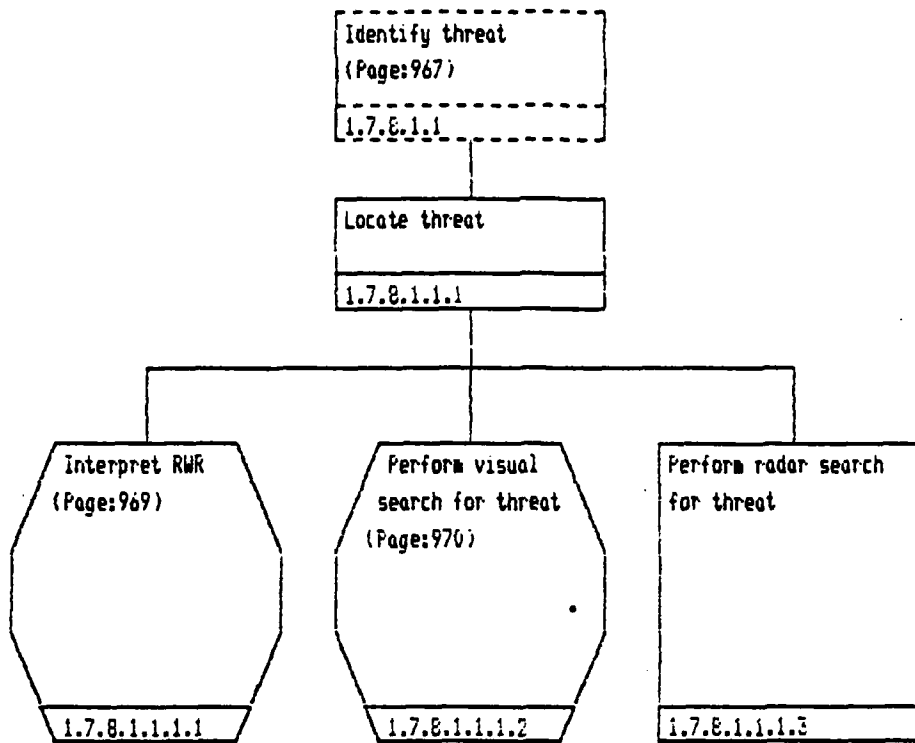 Identify threat
(Page:967)
1.7.8.1.1
Locate threat
1.7.8.1.1.1
Interpret RWR
(Page:969)
1.7.8.1.1.1.1
Perform visual
search for threat
(Page:970)
1.7.8.1.1.1.2
Perform radar search
for threat
1.7.8.1.1.1.3